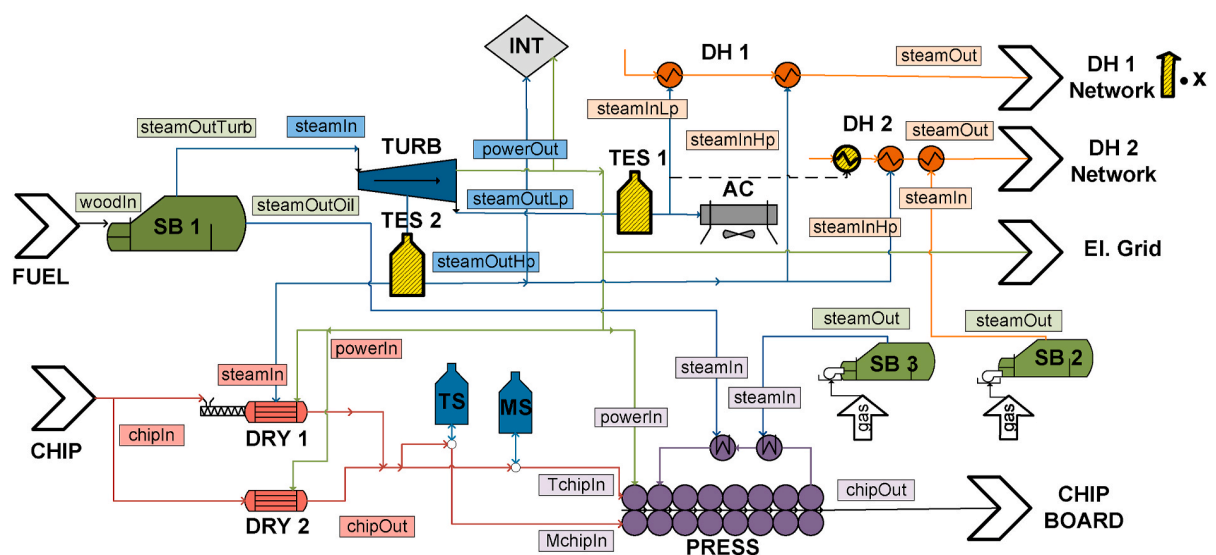 INT
DH 1
steamOut
DH 1
Network
• x
steamInLp
steamOutTurb
steamIn
TURB
powerOut
steamInHp
DH 2
steamOut
DH 2
Network
TES 1
AC
woodIn
SB 1
steamOutOil
steamOutLp
steamIn
TES 2
steamInHp
FUEL
steamOutHp
El. Grid
steamOut
steamOut
powerIn
SB 3
SB 2
steamIn
steamIn
steamIn
TS
MS
powerIn
gas
gas
chipIn
DRY 1
CHIP
TchipIn
chipOut
chipOut
DRY 2
MchipIn
PRESS
CHIP
BOARD